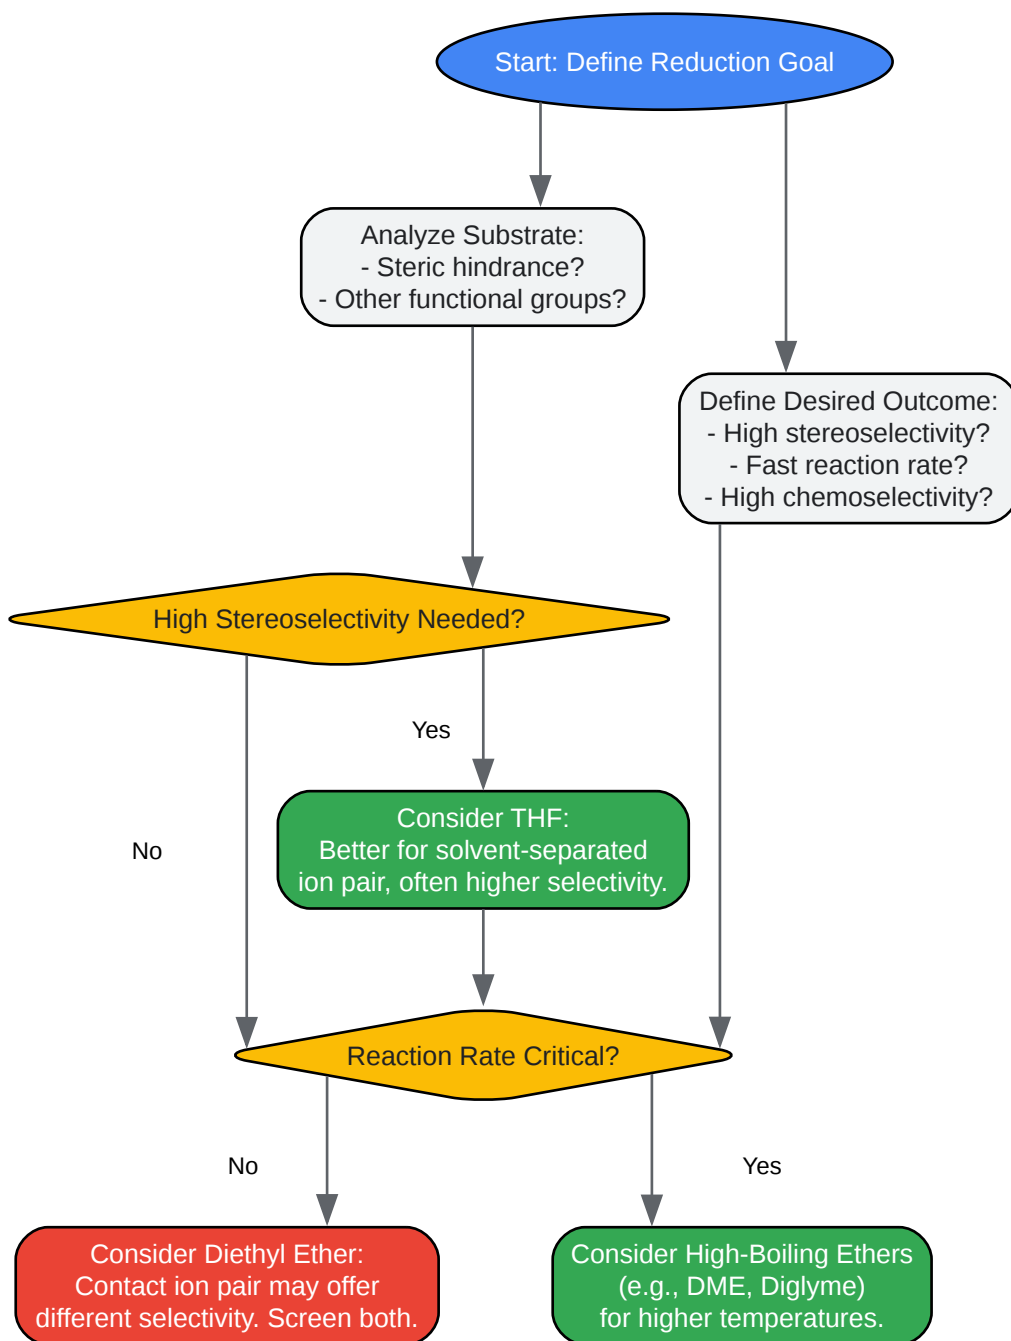 Start: Define Reduction Goal
Analyze Substrate:
- Steric hindrance?
- Other functional groups?
Define Desired Outcome:
- High stereoselectivity?
- Fast reaction rate?
- High chemoselectivity?
High Stereoselectivity Needed?
Yes
No
Consider THF:
Better for solvent-separated
ion pair, often higher selectivity.
Reaction Rate Critical?
No
Yes
Consider Diethyl Ether:
Contact ion pair may offer
different selectivity. Screen both.
Consider High-Boiling Ethers
(e.g., DME, Diglyme)
for higher temperatures.